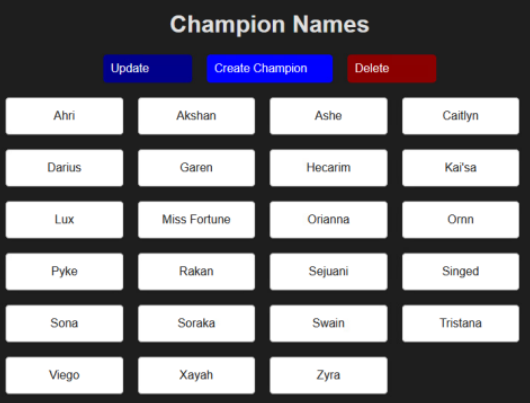 Champion Names
Update Create Champion Delete
Ahri Akshan Ashe Caitlyn
Darius Garen Hecarim Kai'sa
Lux Miss Fortune Orianna Ornn
Pyke Rakan Sejuani Singed
Sona Soraka Swain Tristana
Viego Xayah Zyra